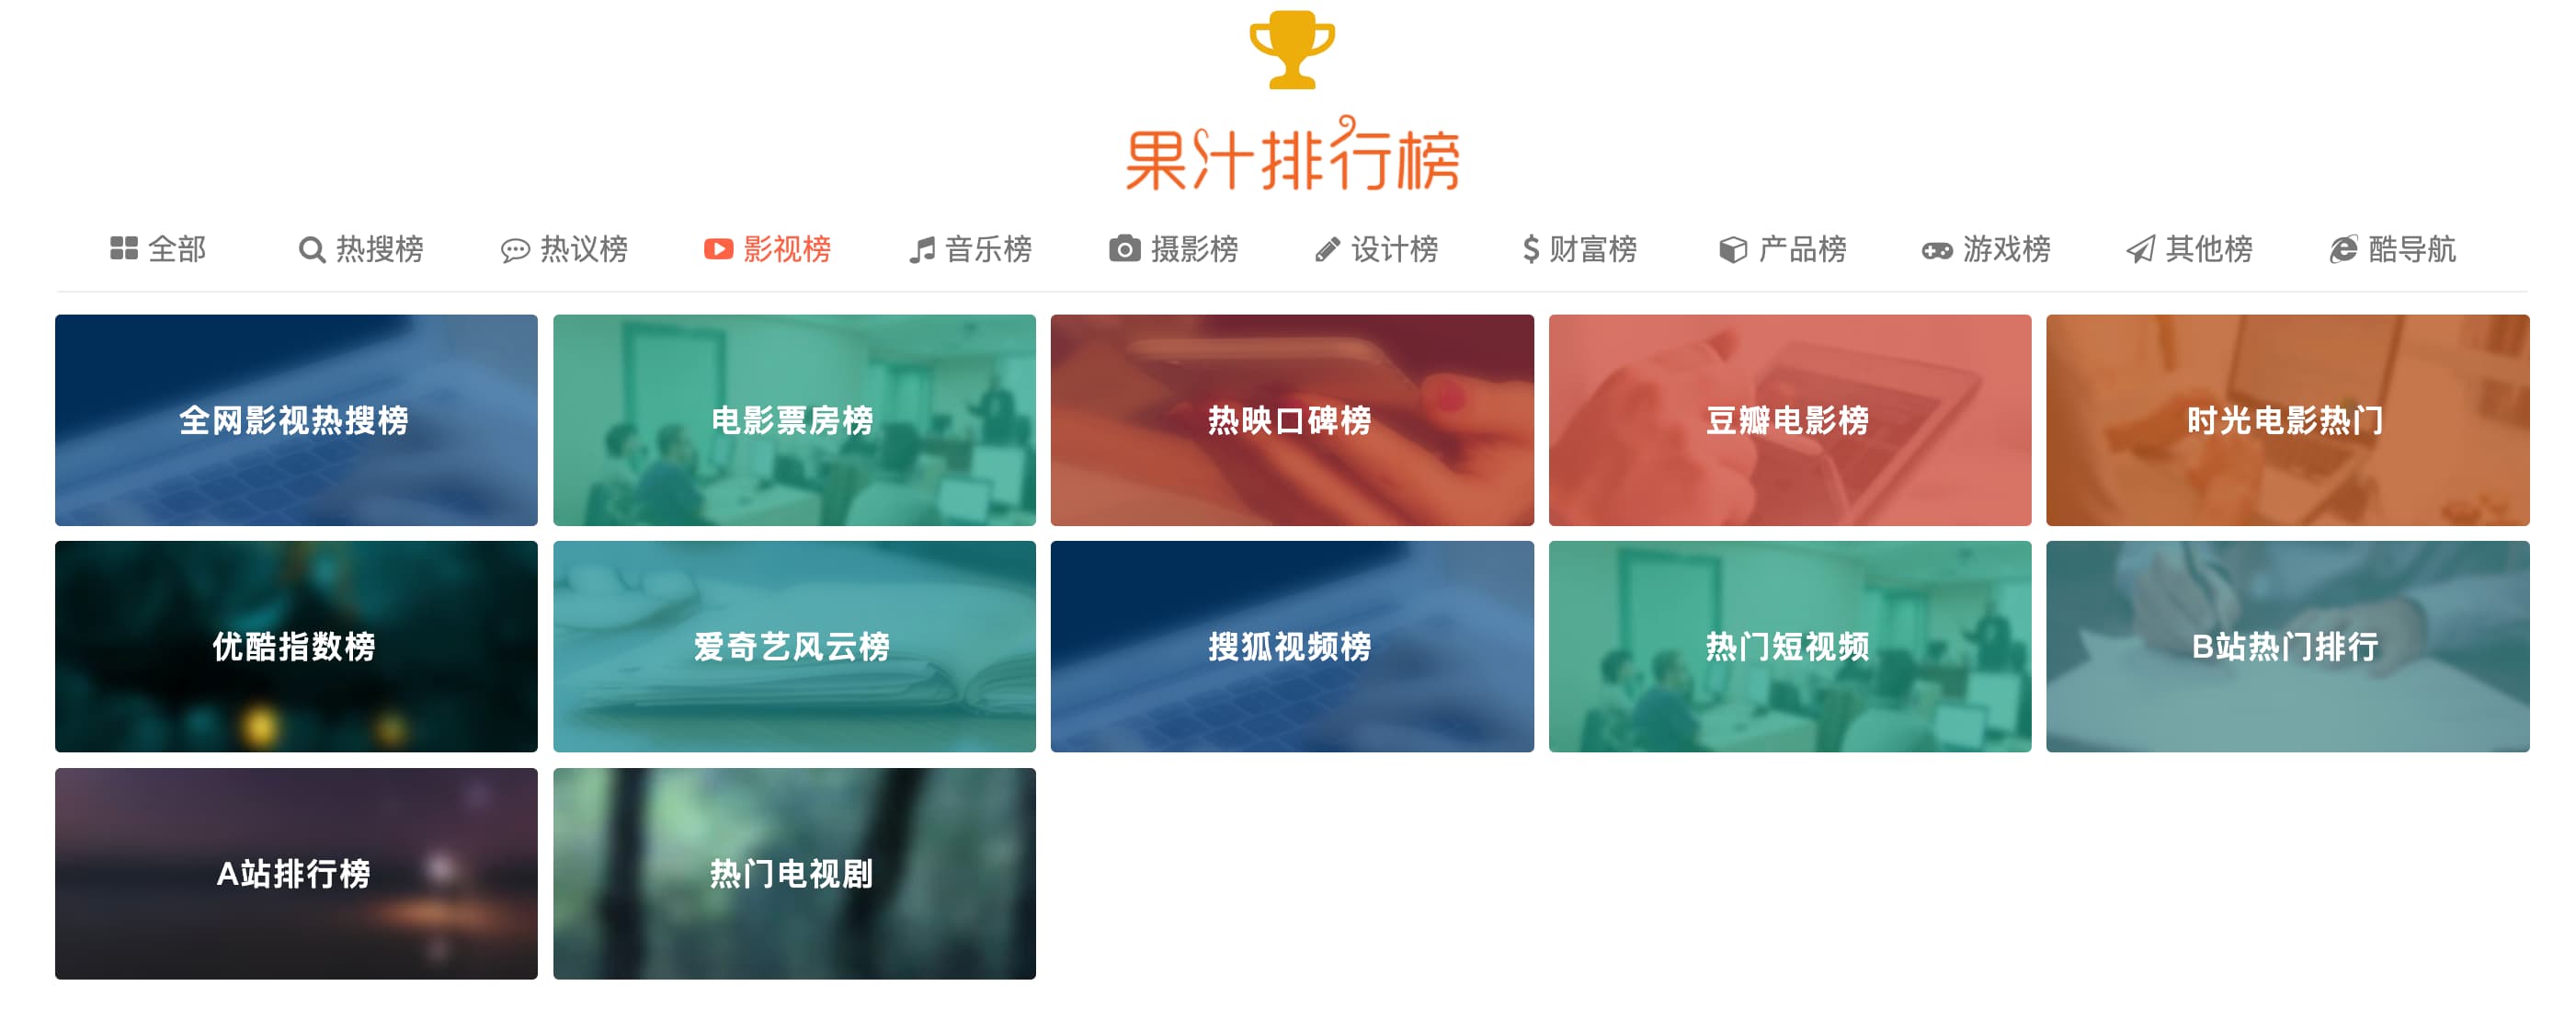 果汁排行榜
全部 热搜榜 热议榜 影视榜 音乐榜 摄影榜 设计榜 财富榜 产品榜 游戏榜 其他榜 酷导航
全网影视热搜榜 电影票房榜 热映口碑榜 豆瓣电影榜 时光电影热门
优酷指数榜 爱奇艺风云榜 搜狐视频榜 热门短视频 B站热门排行
A站排行榜 热门电视剧